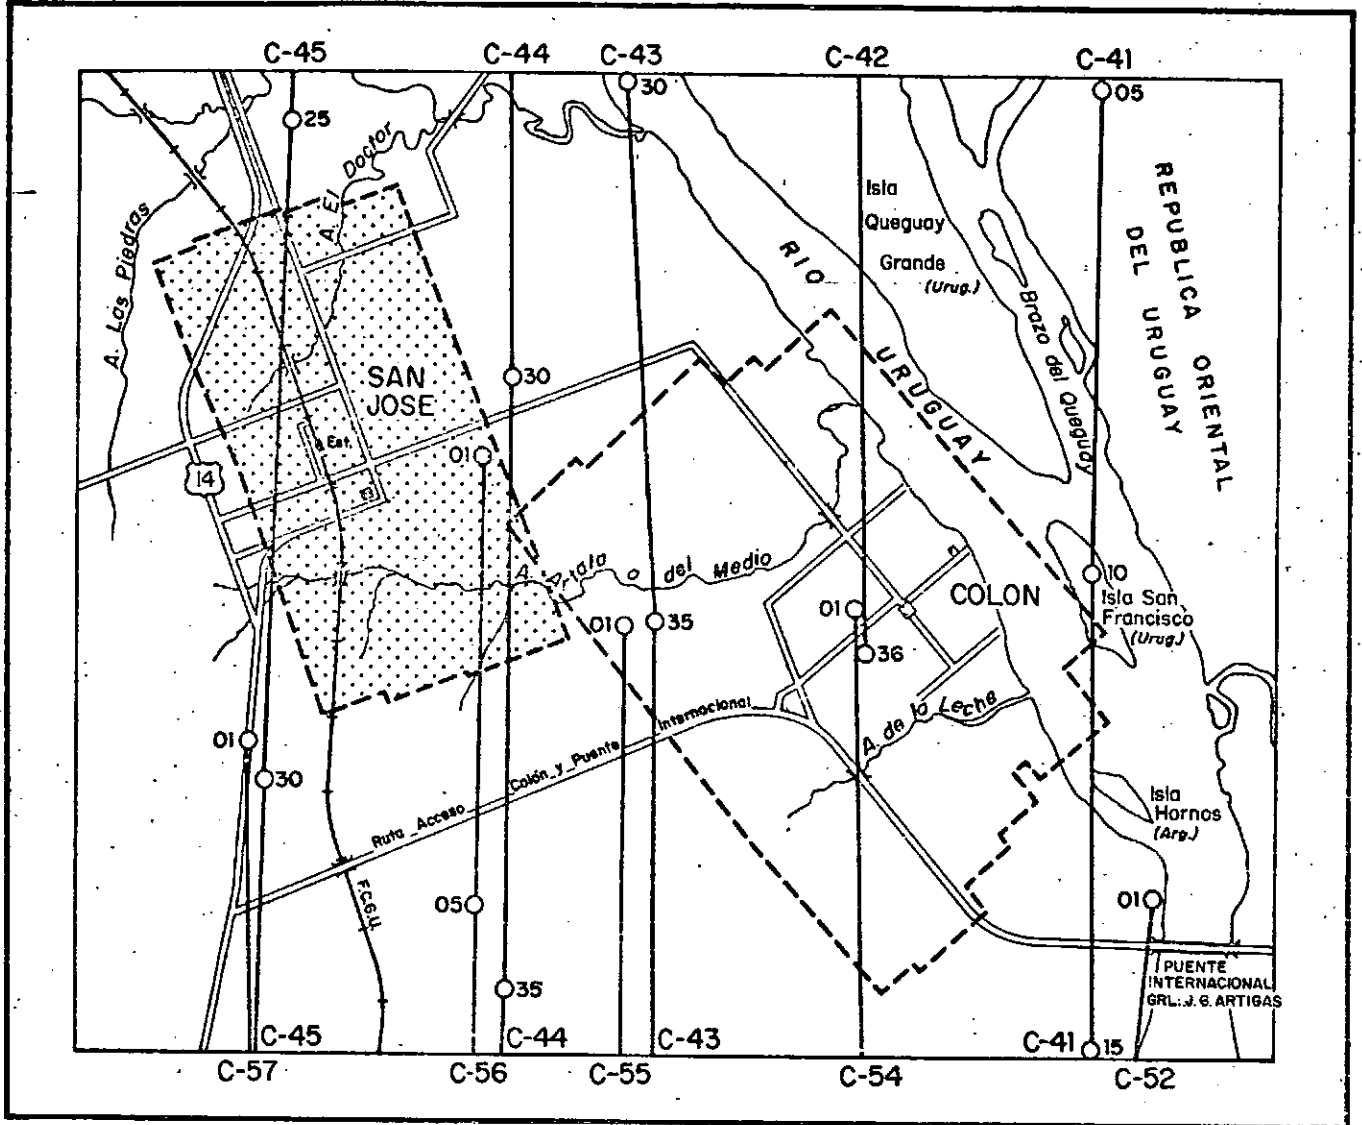 C-45
C-44
C-43
C-42
C-41
25
30
05
A. El Doctor
A. Las Piedras
Isla
Queguay
Grande
(Urug.)
RIO URUGUAY
Brazo del Queguay
REPUBLICA ORIENTAL
DEL URUGUAY
SAN
JOSE
30
Est.
01
14
A. Artalaz o del Medio
10
Isla San
Francisco
(Urug.)
COLON
01
01
35
36
A. de la Leche
01
30
Ruta Acceso Colón y Puente Internacional
Isla
Hornos
(Arg.)
F.C.G.U.
05
01
35
PUENTE
INTERNACIONAL
GRL: J. G. ARTIGAS
C-45
C-44
C-43
C-41
15
C-57
C-56
C-55
C-54
C-52